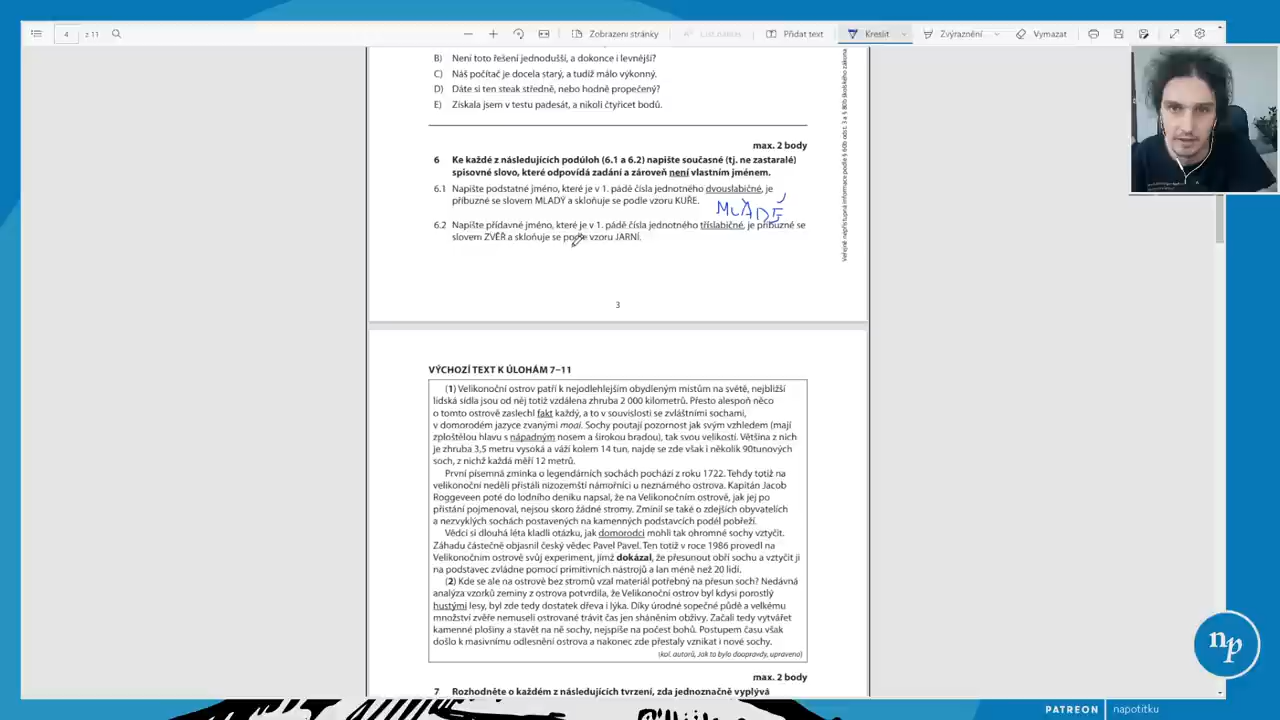 4 z 11
Zobrazení stránky
Přidat text
Kreslit
Zvýraznění
Vymazat
B) Není toto řešení jednodušší, a dokonce i levnější?
C) Náš počítač je docela starý, a tudíž málo výkonný.
D) Dáte si ten steak středně, nebo hodně propečený?
E) Získala jsem v testu padesát, a nikoli čtyřicet bodů.
Veřejně nepřístupná informace podle § 60b odst. 3 a § 80b školského zákona.
max. 2 body
6 Ke každé z následujících podúloh (6.1 a 6.2) napište současné (tj. ne zastaralé)
spisovné slovo, které odpovídá zadání a zároveň není vlastním jménem.
6.1 Napište podstatné jméno, které je v 1. pádě čísla jednotného dvouslabičné, je
příbuzné se slovem MLADÝ a skloňuje se podle vzoru KUŘE.
MLÁDĚ
6.2 Napište přídavné jméno, které je v 1. pádě čísla jednotného tříslabičné, je příbuzné se
slovem ZVĚŘ a skloňuje se podle vzoru JARNÍ.
3
VÝCHOZÍ TEXT K ÚLOHÁM 7–11
(1) Velikonoční ostrov patří k nejodlehlejším obydleným místům na světě, nejbližší
lidská sídla jsou od něj totiž vzdálena zhruba 2 000 kilometrů. Přesto alespoň něco
o tomto ostrově zaslechl fakt každý, a to v souvislosti se zvláštními sochami,
v domorodém jazyce zvanými moai. Sochy poutají pozornost jak svým vzhledem (mají
zploštělou hlavu s nápadným nosem a širokou bradou), tak svou velikostí. Většina z nich
je zhruba 3,5 metru vysoká a váží kolem 14 tun, najde se zde však i několik 90tunových
soch, z nichž každá měří 12 metrů.
První písemná zmínka o legendárních sochách pochází z roku 1722. Tehdy totiž na
velikonoční neděli přistáli nizozemští námořníci u neznámého ostrova. Kapitán Jacob
Roggeveen poté do lodního deníku napsal, že na Velikonočním ostrově, jak jej po
přistání pojmenoval, nejsou skoro žádné stromy. Zmínil se také o zdejších obyvatelích
a nezvyklých sochách postavených na kamenných podstavcích podél pobřeží.
Vědci si dlouhá léta kladli otázku, jak domorodci mohli tak ohromné sochy vztyčit.
Záhadu částečně objasnil český vědec Pavel Pavel. Ten totiž v roce 1986 provedl na
Velikonočním ostrově svůj experiment, jímž dokázal, že přesunout obří sochu a vztyčit ji
na podstavec zvládne pomocí primitivních nástrojů a lan méně než 20 lidí.
(2) Kde se ale na ostrově bez stromů vzal materiál potřebný na přesun soch? Nedávná
analýza vzorků zeminy z ostrova potvrdila, že Velikonoční ostrov byl kdysi porostlý
hustými lesy, byl zde tedy dostatek dřeva i lýka. Díky úrodné sopečné půdě a velkému
množství zvěře nemuseli ostrované trávit čas jen sháněním obživy. Začali tedy vytvářet
kamenné plošiny a stavět na ně sochy, nejspíše na počest bohů. Postupem času však
došlo k masivnímu odlesnění ostrova a nakonec zde přestaly vznikat i nové sochy.
(kol. autorů, Jak to bylo doopravdy, upraveno)
max. 2 body
7 Rozhodněte o každém z následujících tvrzení, zda jednoznačně vyplývá
np
PATREON napotitku